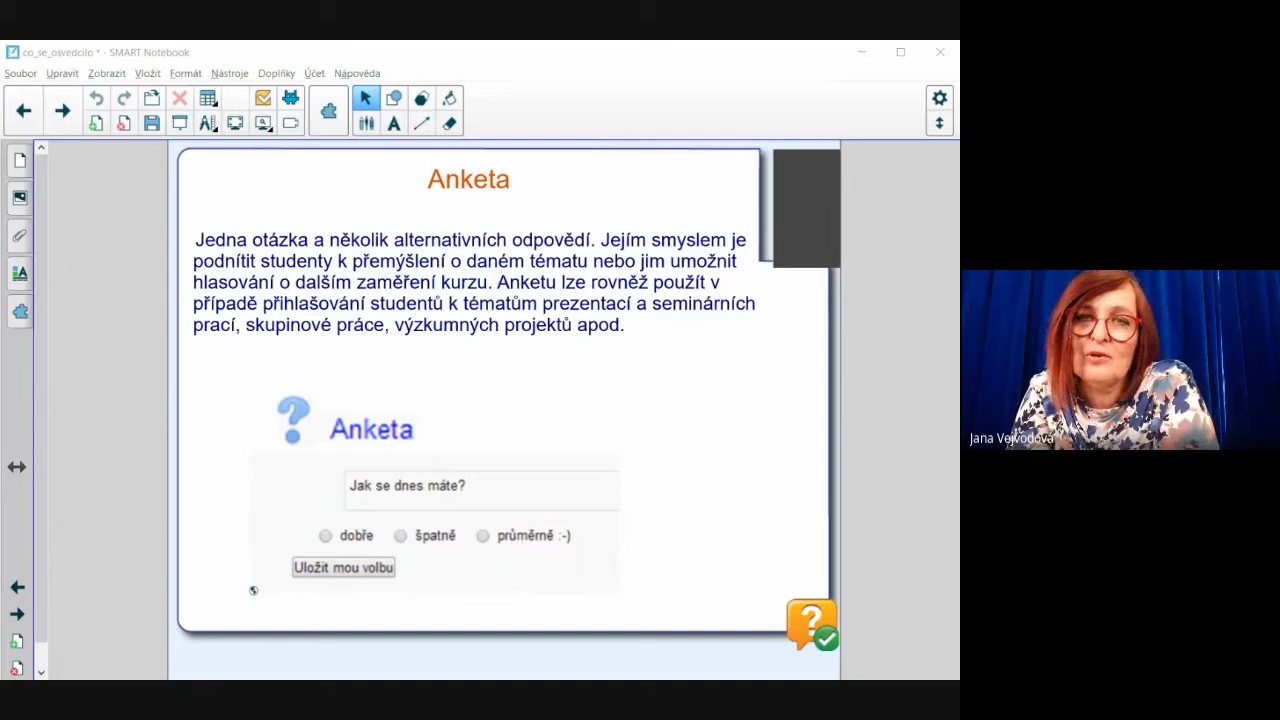 co_se_osvedcilo * - SMART Notebook
Soubor Upravit Zobrazit Vložit Formát Nástroje Doplňky Účet Nápověda
Anketa
Jedna otázka a několik alternativních odpovědí. Jejím smyslem je
podnítit studenty k přemýšlení o daném tématu nebo jim umožnit
hlasování o dalším zaměření kurzu. Anketu lze rovněž použít v
případě přihlašování studentů k tématům prezentací a seminárních
prací, skupinové práce, výzkumných projektů apod.
Anketa
Jak se dnes máte?
dobře špatně průměrně :-)
Uložit mou volbu
Jana Vejvodová